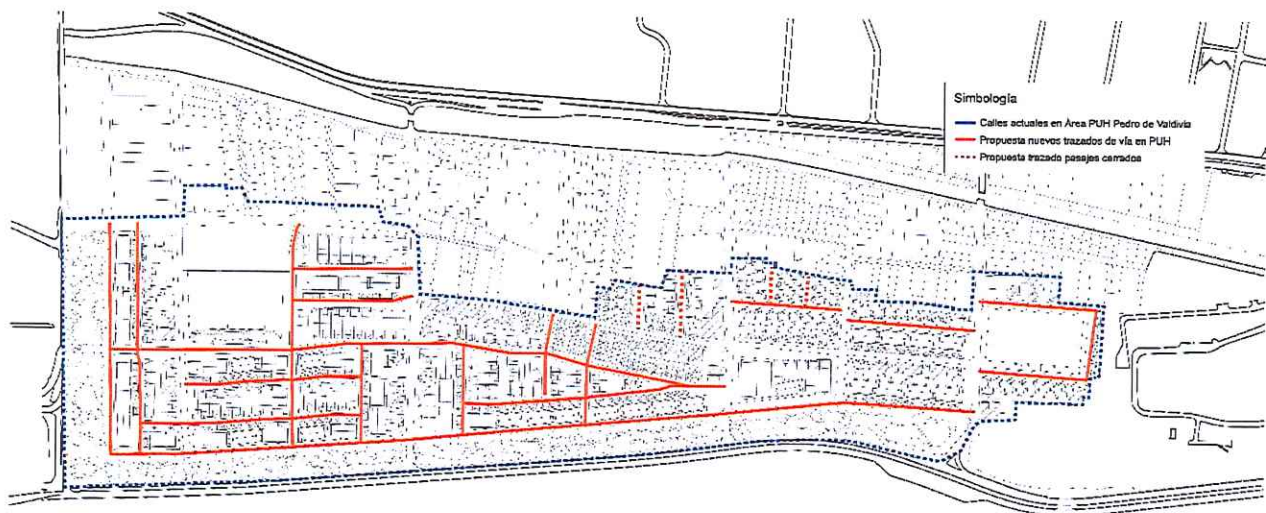 Simbología
Calles actuales en Área PUH Pedro de Valdivia
Propuesta nuevos trazados de vía en PUH
Propuesta trazado pasajes cerrados